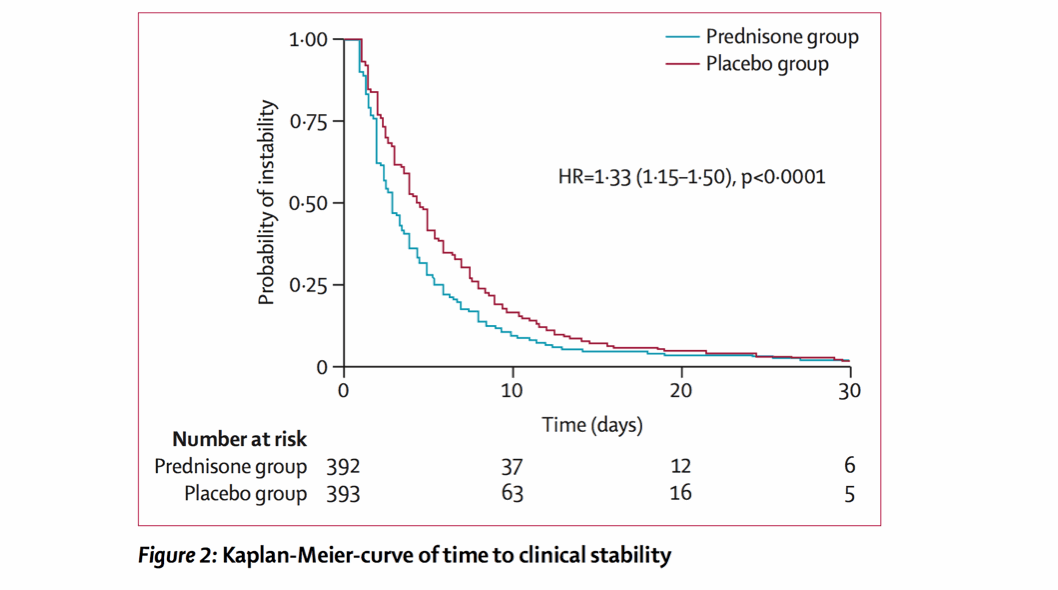 1·00
0·75
0·50
0·25
0
Probability of instability
Prednisone group
Placebo group
HR=1·33 (1·15–1·50), p<0·0001
0 10 20 30
Time (days)
Number at risk
Prednisone group 392 37 12 6
Placebo group 393 63 16 5
Figure 2: Kaplan-Meier-curve of time to clinical stability